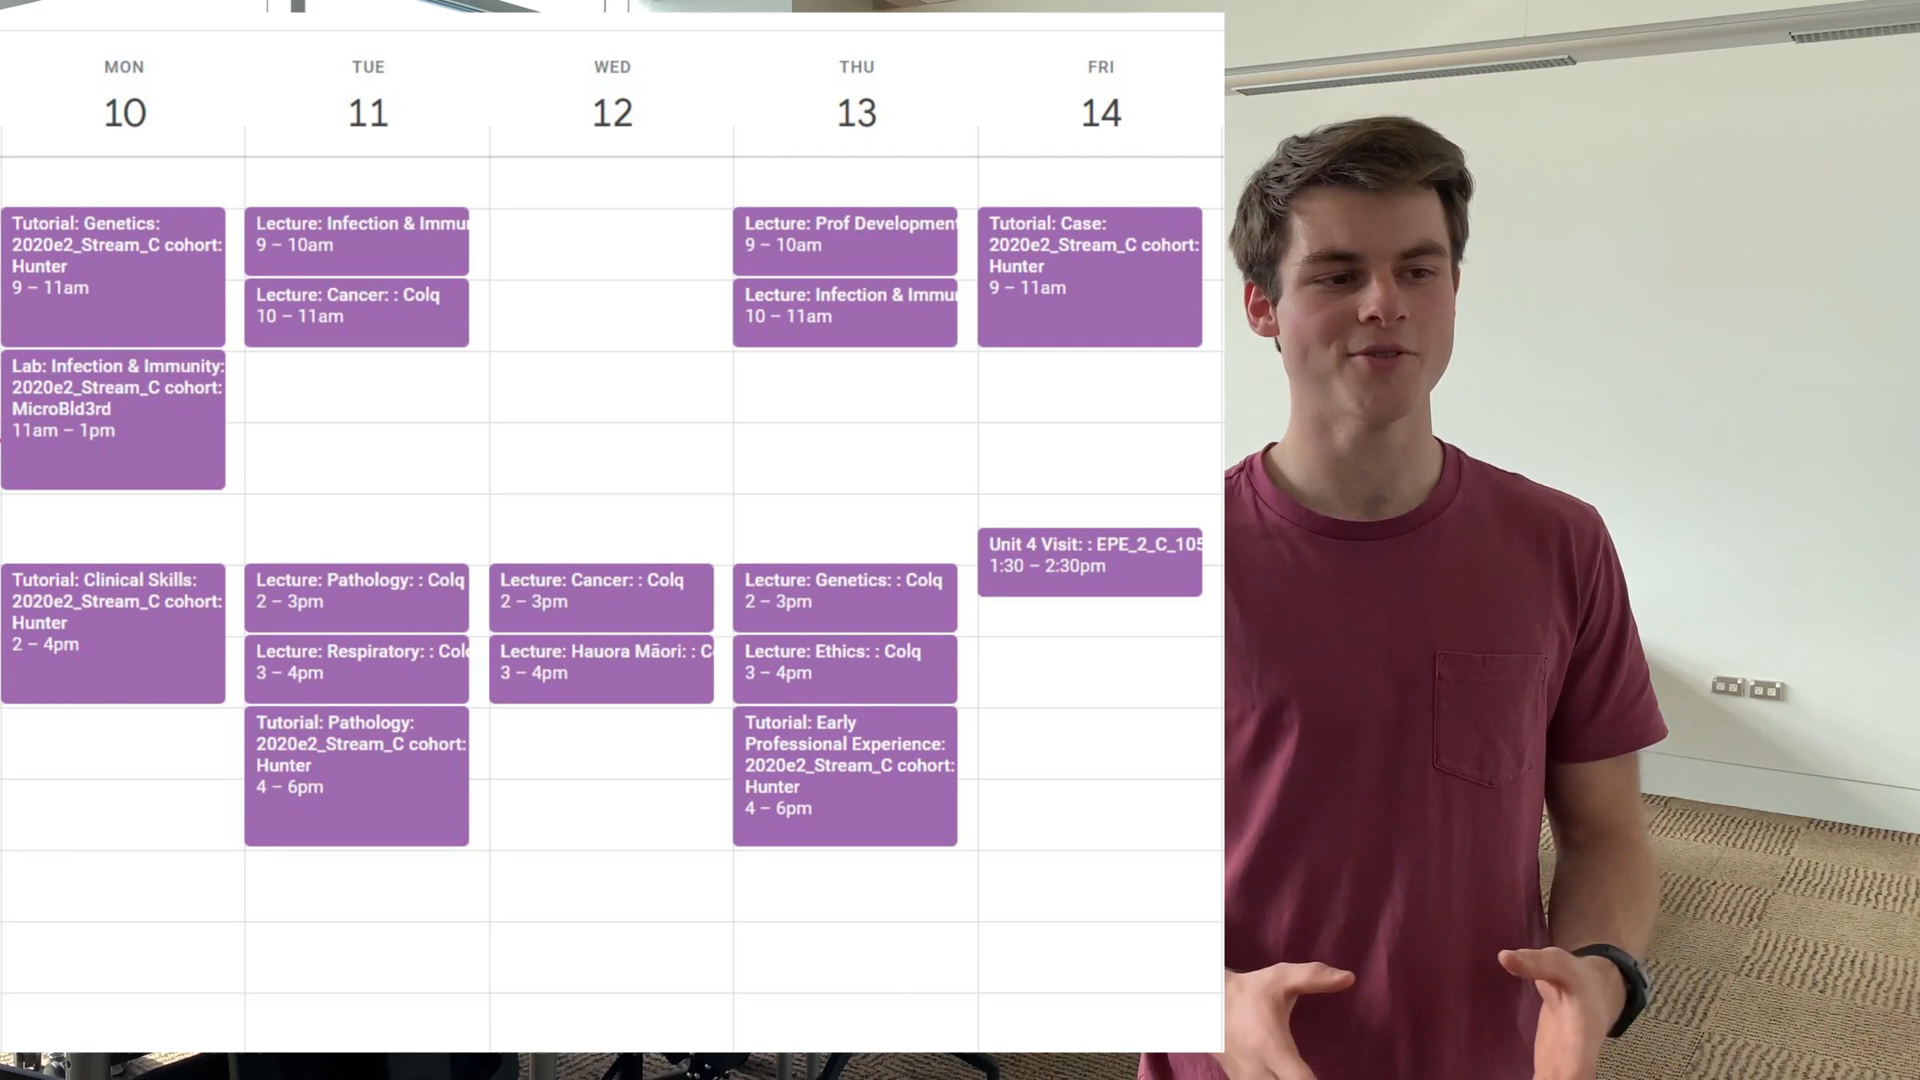 MON
10
TUE
11
WED
12
THU
13
FRI
14
Tutorial: Genetics:
2020e2_Stream_C cohort:
Hunter
9 – 11am
Lab: Infection & Immunity:
2020e2_Stream_C cohort:
MicroBld3rd
11am – 1pm
Tutorial: Clinical Skills:
2020e2_Stream_C cohort:
Hunter
2 – 4pm
Lecture: Infection & Immu
9 – 10am
Lecture: Cancer: : Colq
10 – 11am
Lecture: Pathology: : Colq
2 – 3pm
Lecture: Respiratory: : Col
3 – 4pm
Tutorial: Pathology:
2020e2_Stream_C cohort:
Hunter
4 – 6pm
Lecture: Cancer: : Colq
2 – 3pm
Lecture: Hauora Māori: : C
3 – 4pm
Lecture: Prof Development
9 – 10am
Lecture: Infection & Immu
10 – 11am
Lecture: Genetics: : Colq
2 – 3pm
Lecture: Ethics: : Colq
3 – 4pm
Tutorial: Early
Professional Experience:
2020e2_Stream_C cohort:
Hunter
4 – 6pm
Tutorial: Case:
2020e2_Stream_C cohort:
Hunter
9 – 11am
Unit 4 Visit: : EPE_2_C_105
1:30 – 2:30pm